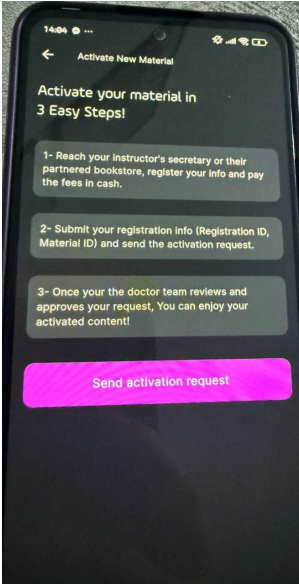 14:04
Activate New Material
Activate your material in
3 Easy Steps!
1- Reach your instructor's secretary or their
partnered bookstore, register your info and pay
the fees in cash.
2- Submit your registration info (Registration ID,
Material ID) and send the activation request.
3- Once your the doctor team reviews and
approves your request, You can enjoy your
activated content!
Send activation request